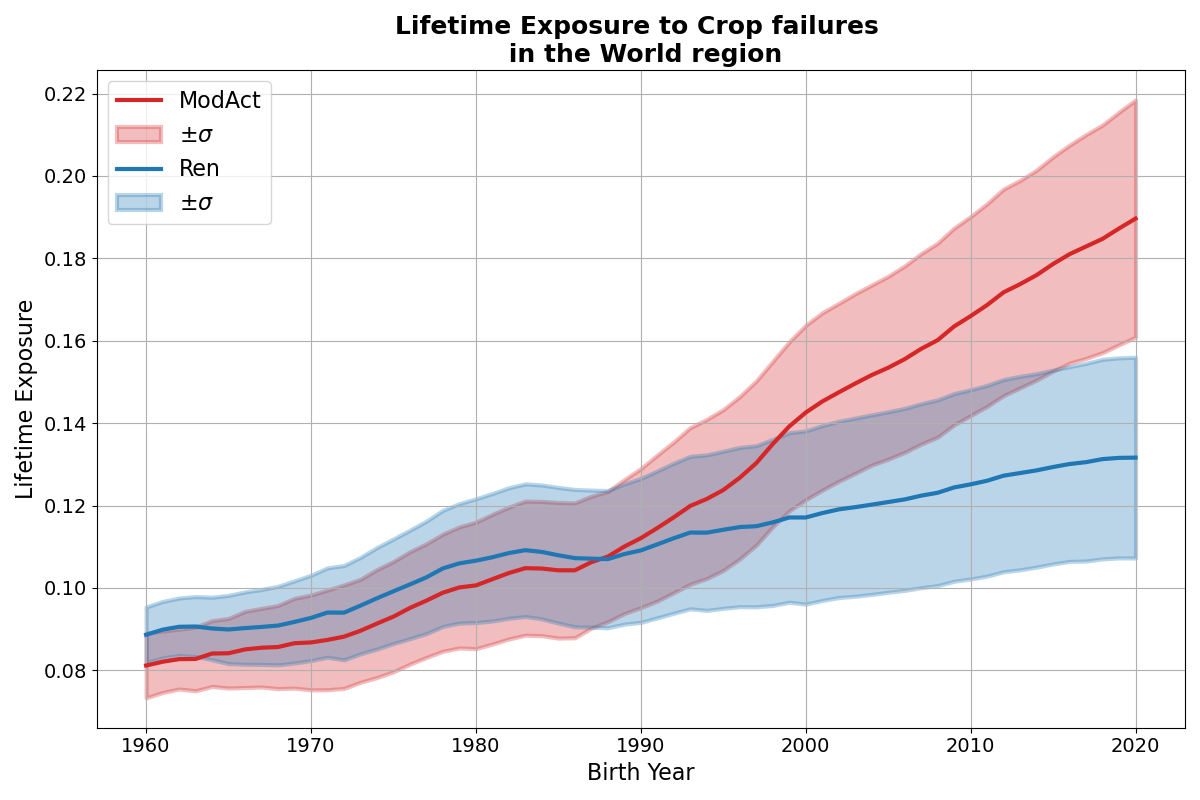 Lifetime Exposure to Crop failures
in the World region
ModAct
±σ
Ren
±σ
Lifetime Exposure
0.22
0.20
0.18
0.16
0.14
0.12
0.10
0.08
1960 1970 1980 1990 2000 2010 2020
Birth Year